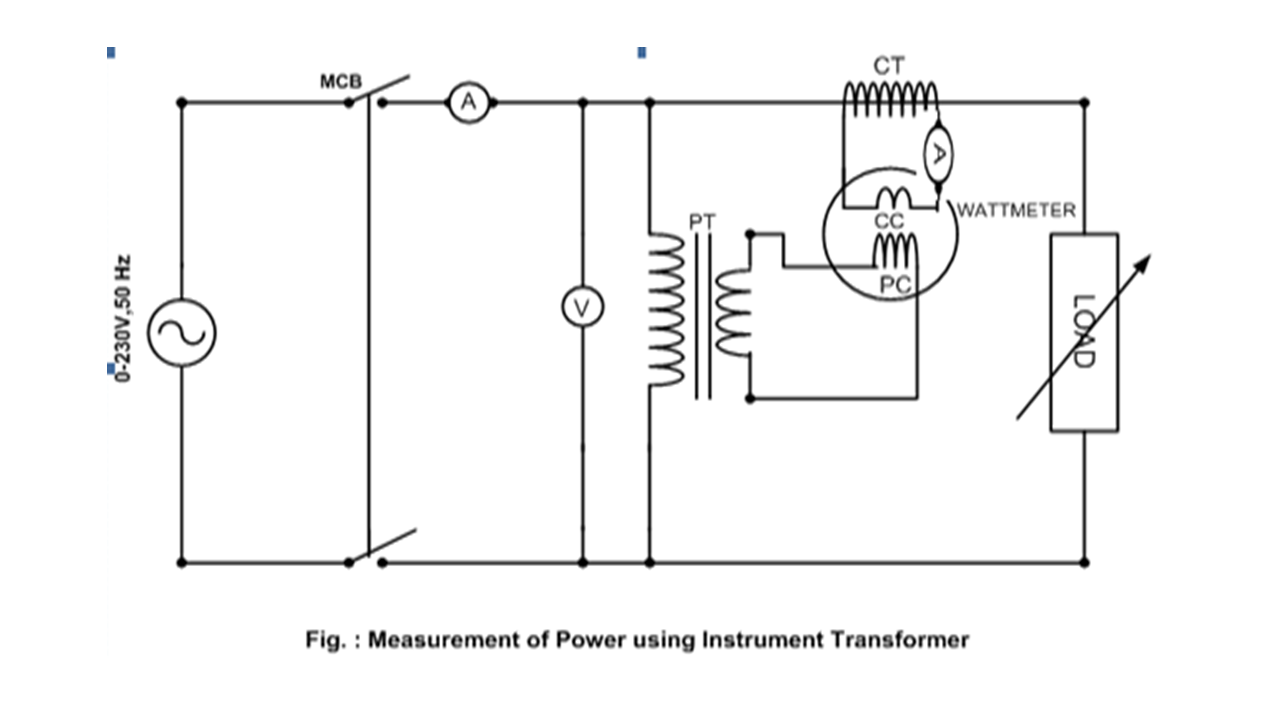 CT
MCB
A
A
WATTMETER
CC
PT
PC
0-230V,50 Hz
V
LOAD
Fig. : Measurement of Power using Instrument Transformer